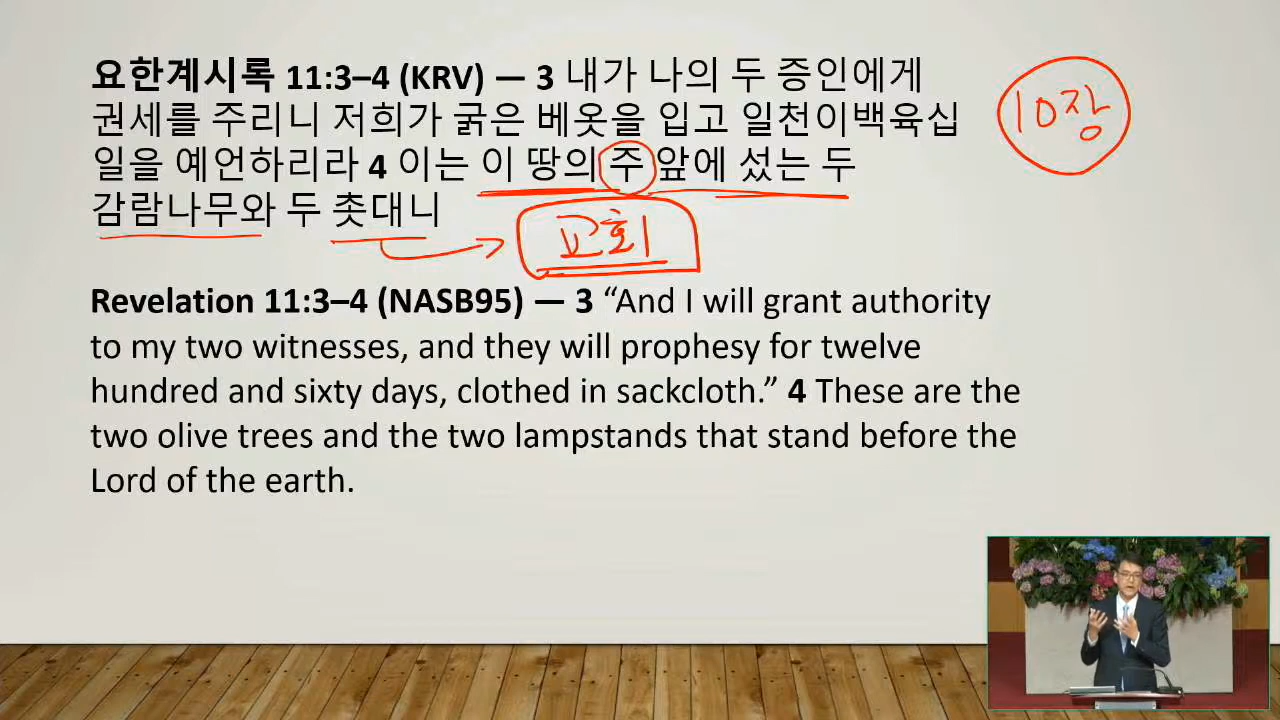 요한계시록 11:3–4 (KRV) — 3 내가 나의 두 증인에게
권세를 주리니 저희가 굵은 베옷을 입고 일천이백육십
일을 예언하리라 4 이는 이 땅의 주 앞에 섰는 두
감람나무와 두 촛대니
10장
교회
Revelation 11:3–4 (NASB95) — 3 “And I will grant authority
to my two witnesses, and they will prophesy for twelve
hundred and sixty days, clothed in sackcloth.” 4 These are the
two olive trees and the two lampstands that stand before the
Lord of the earth.